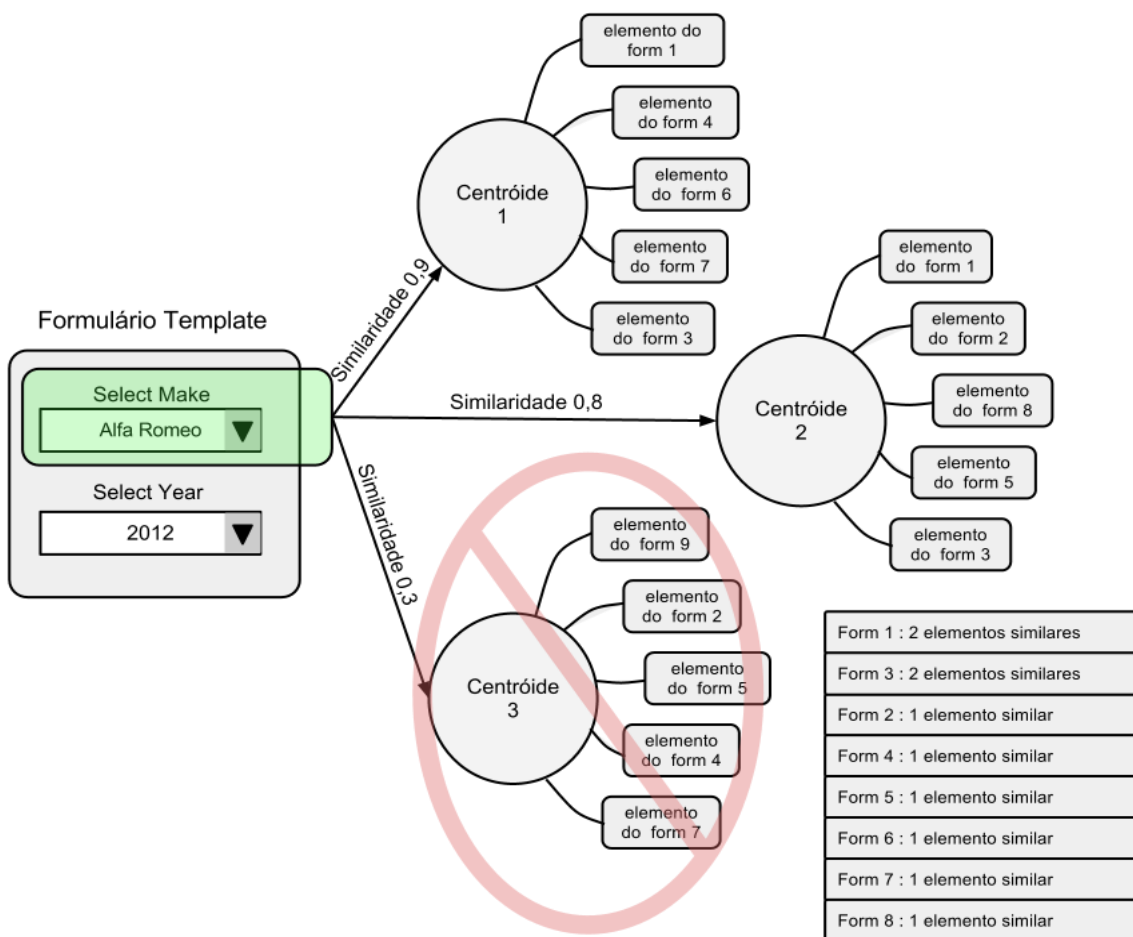 elemento do
form 1
elemento
do form 4
elemento
do form 6
elemento
do form 7
elemento
do form 3
Centróide
1
Similaridade 0,9
Formulário Template
Select Make
Alfa Romeo
Select Year
2012
Similaridade 0,8
elemento
do form 1
elemento
do form 2
elemento
do form 8
elemento
do form 5
elemento
do form 3
Centróide
2
Similaridade 0,3
elemento
do form 9
elemento
do form 2
elemento
do form 5
elemento
do form 4
elemento
do form 7
Centróide
3
Form 1 : 2 elementos similares
Form 3 : 2 elementos similares
Form 2 : 1 elemento similar
Form 4 : 1 elemento similar
Form 5 : 1 elemento similar
Form 6 : 1 elemento similar
Form 7 : 1 elemento similar
Form 8 : 1 elemento similar